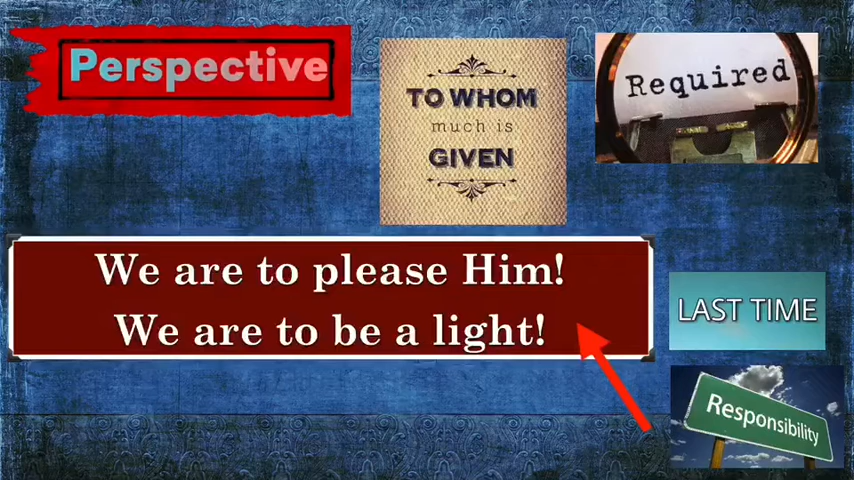 Perspective
TO WHOM
much is
GIVEN
Required
We are to please Him!
We are to be a light!
LAST TIME
Responsibility